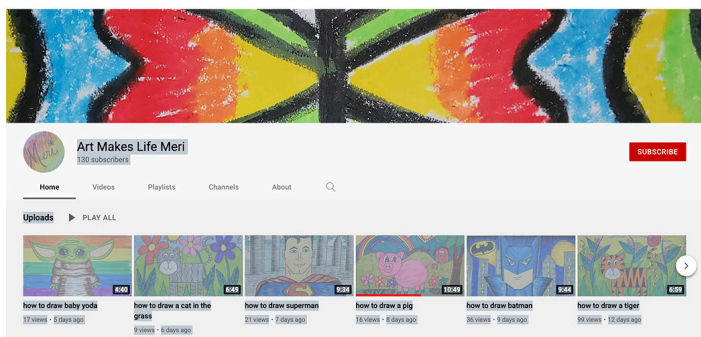 Meri
Art Makes Life Meri
130 subscribers
SUBSCRIBE
Home Videos Playlists Channels About
Uploads PLAY ALL
4:40 6:49 9:34 10:49 9:44 6:59
how to draw baby yoda
17 views • 5 days ago
how to draw a cat in the
grass
9 views • 6 days ago
how to draw superman
21 views • 7 days ago
how to draw a pig
16 views • 8 days ago
how to draw batman
36 views • 9 days ago
how to draw a tiger
99 views • 12 days ago